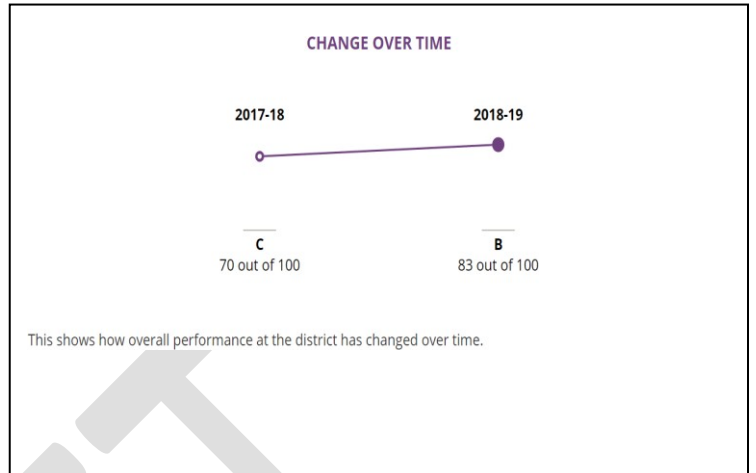 CHANGE OVER TIME
2017-18 2018-19
C B
70 out of 100 83 out of 100
This shows how overall performance at the district has changed over time.